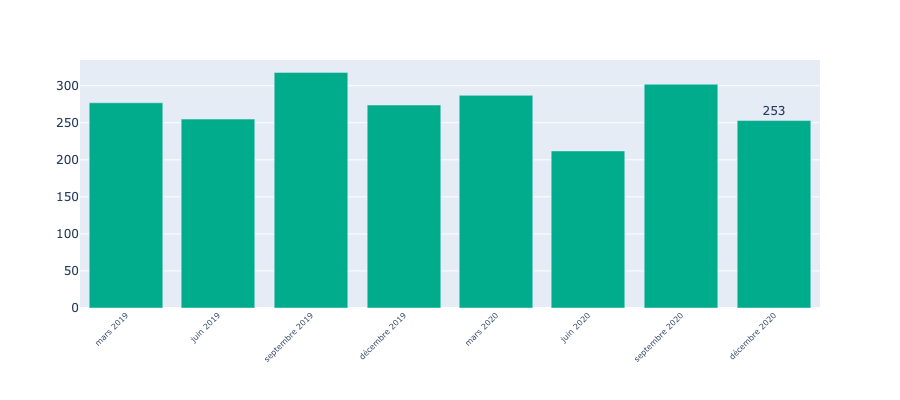 300
250
200
150
100
50
0
253
mars 2019
juin 2019
septembre 2019
décembre 2019
mars 2020
juin 2020
septembre 2020
décembre 2020